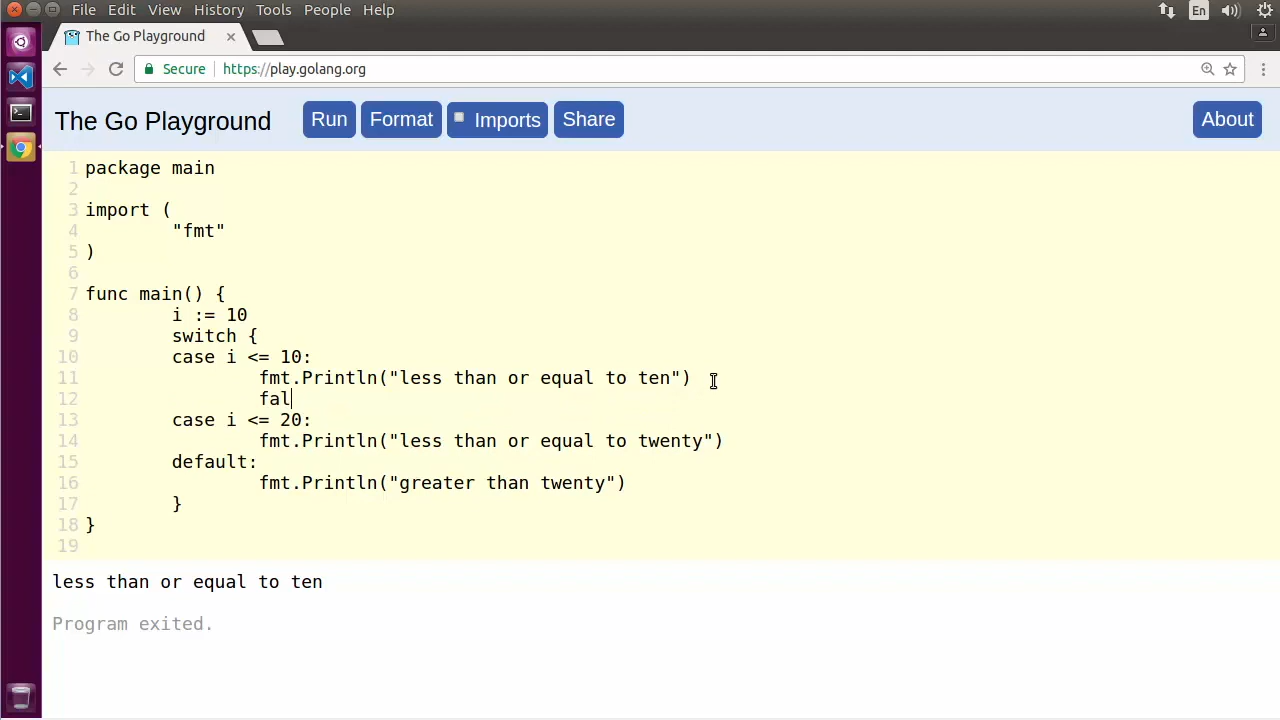 File Edit View History Tools People Help
En
The Go Playground
Secure https://play.golang.org
The Go Playground Run Format Imports Share About
1 package main
2
3 import (
4 "fmt"
5 )
6
7 func main() {
8 i := 10
9 switch {
10 case i <= 10:
11 fmt.Println("less than or equal to ten")
12 fal
13 case i <= 20:
14 fmt.Println("less than or equal to twenty")
15 default:
16 fmt.Println("greater than twenty")
17 }
18 }
19
less than or equal to ten
Program exited.